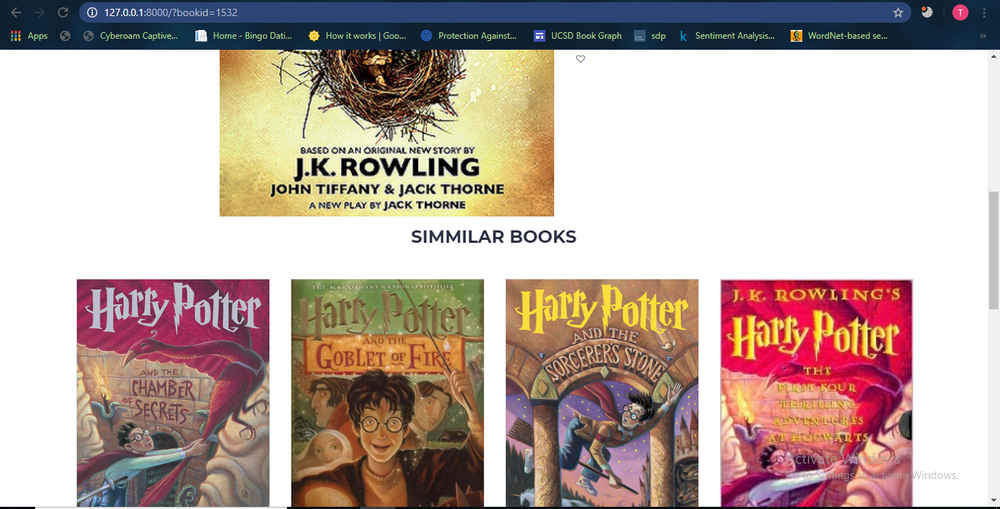 127.0.0.1:8000/?bookid=1532
T
Apps
Cyberoam Captive...
Home - Bingo Dati...
How it works | Goo...
Protection Against...
UCSD Book Graph
sdp
k
Sentiment Analysis...
WordNet-based se...
»
BASED ON AN ORIGINAL NEW STORY BY
J.K. ROWLING
JOHN TIFFANY & JACK THORNE
A NEW PLAY BY JACK THORNE
SIMMILAR BOOKS
Harry Potter
AND THE
CHAMBER
OF
SECRETS
THE MAGNIFICENT NATIONAL BESTSELLER
Harry Potter
AND THE
GOBLET OF FIRE
Harry Potter
AND THE
SORCERER'S STONE
J. K. ROWLING'S
Harry Potter
THE
FIRST FOUR
THRILLING
ADVENTURES
AT HOGWARTS
Activate Windows
Go to Settings to activate Windows.